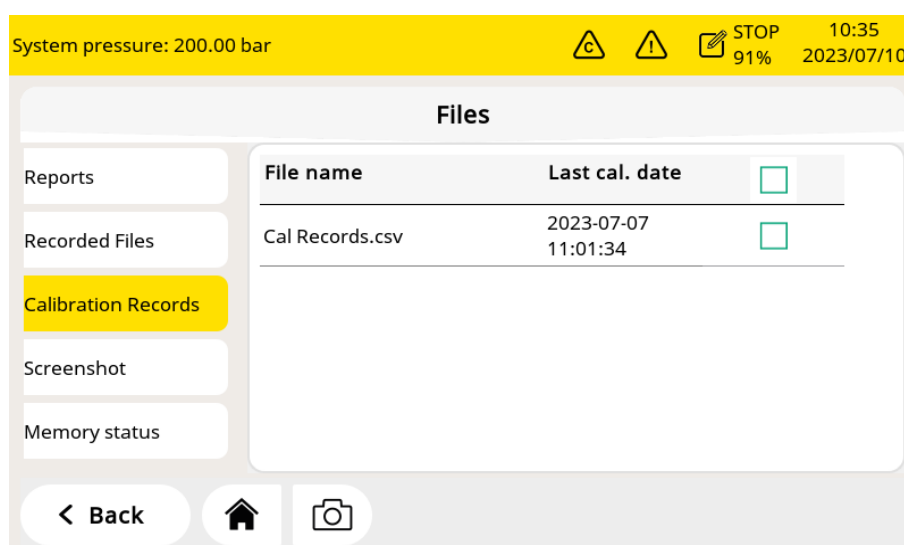 System pressure: 200.00 bar
C
!
STOP
91%
10:35
2023/07/10
Files
Reports
Recorded Files
Calibration Records
Screenshot
Memory status
File name Last cal. date
Cal Records.csv
2023-07-07
11:01:34
< Back